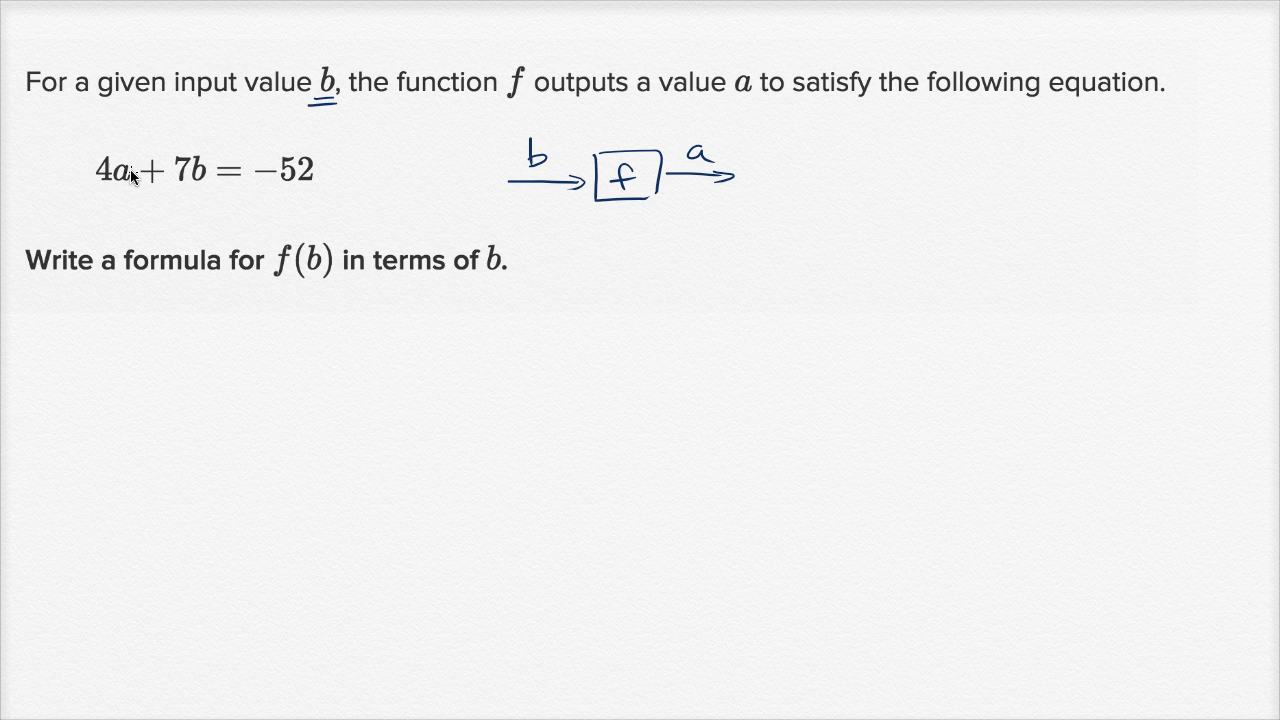 For a given input value b, the function f outputs a value a to satisfy the following equation.
4a + 7b = −52
b f a
Write a formula for f(b) in terms of b.